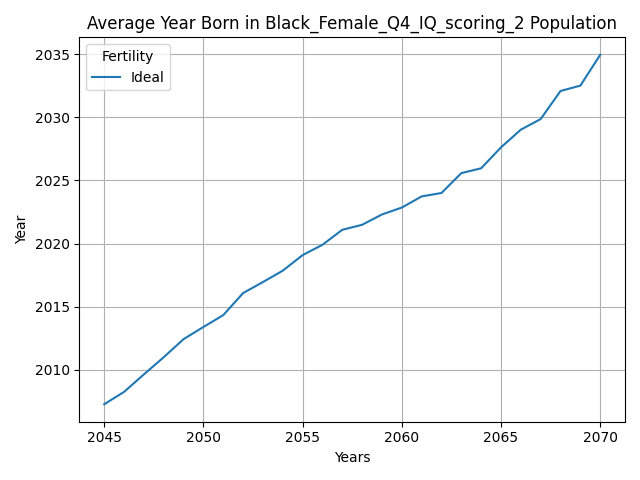 Average Year Born in Black_Female_Q4_IQ_scoring_2 Population
Fertility
Ideal
2035
2030
2025
2020
2015
2010
Year
2045 2050 2055 2060 2065 2070
Years